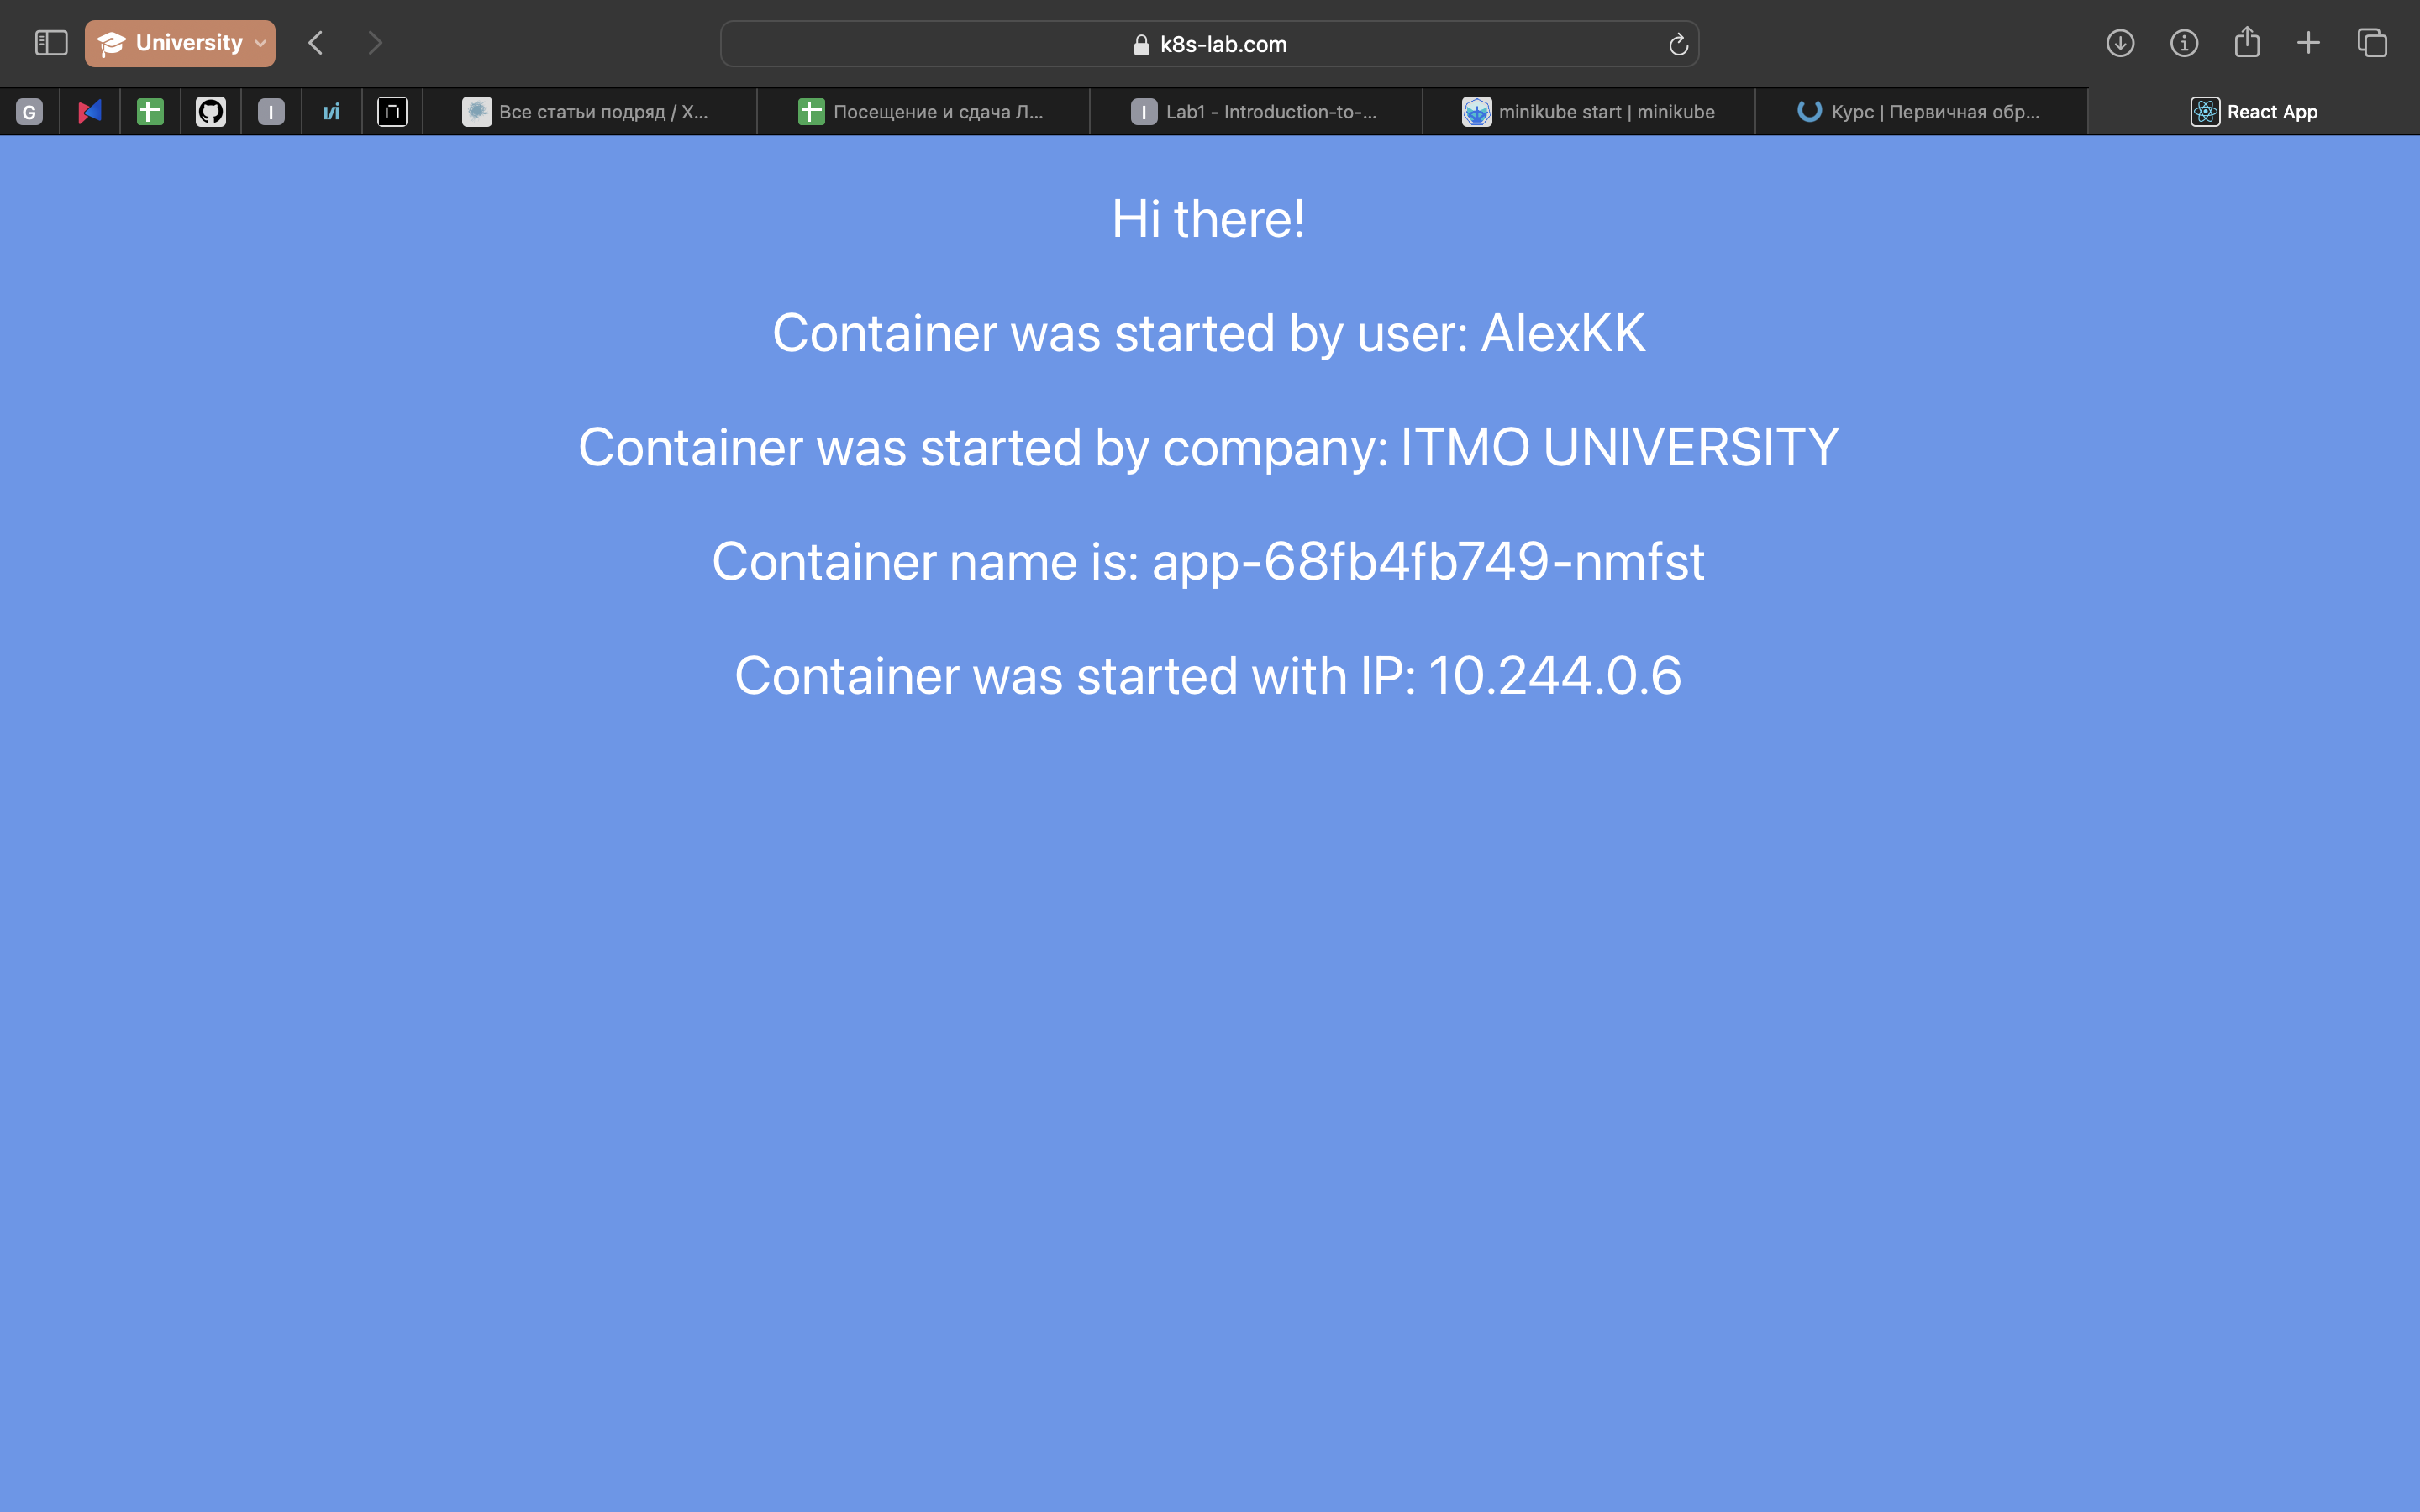 University
k8s-lab.com
G
I
vi
Все статьи подряд / Х...
Посещение и сдача Л...
I
Lab1 - Introduction-to-...
minikube start | minikube
Курс | Первичная обр...
React App
Hi there!
Container was started by user: AlexKK
Container was started by company: ITMO UNIVERSITY
Container name is: app-68fb4fb749-nmfst
Container was started with IP: 10.244.0.6